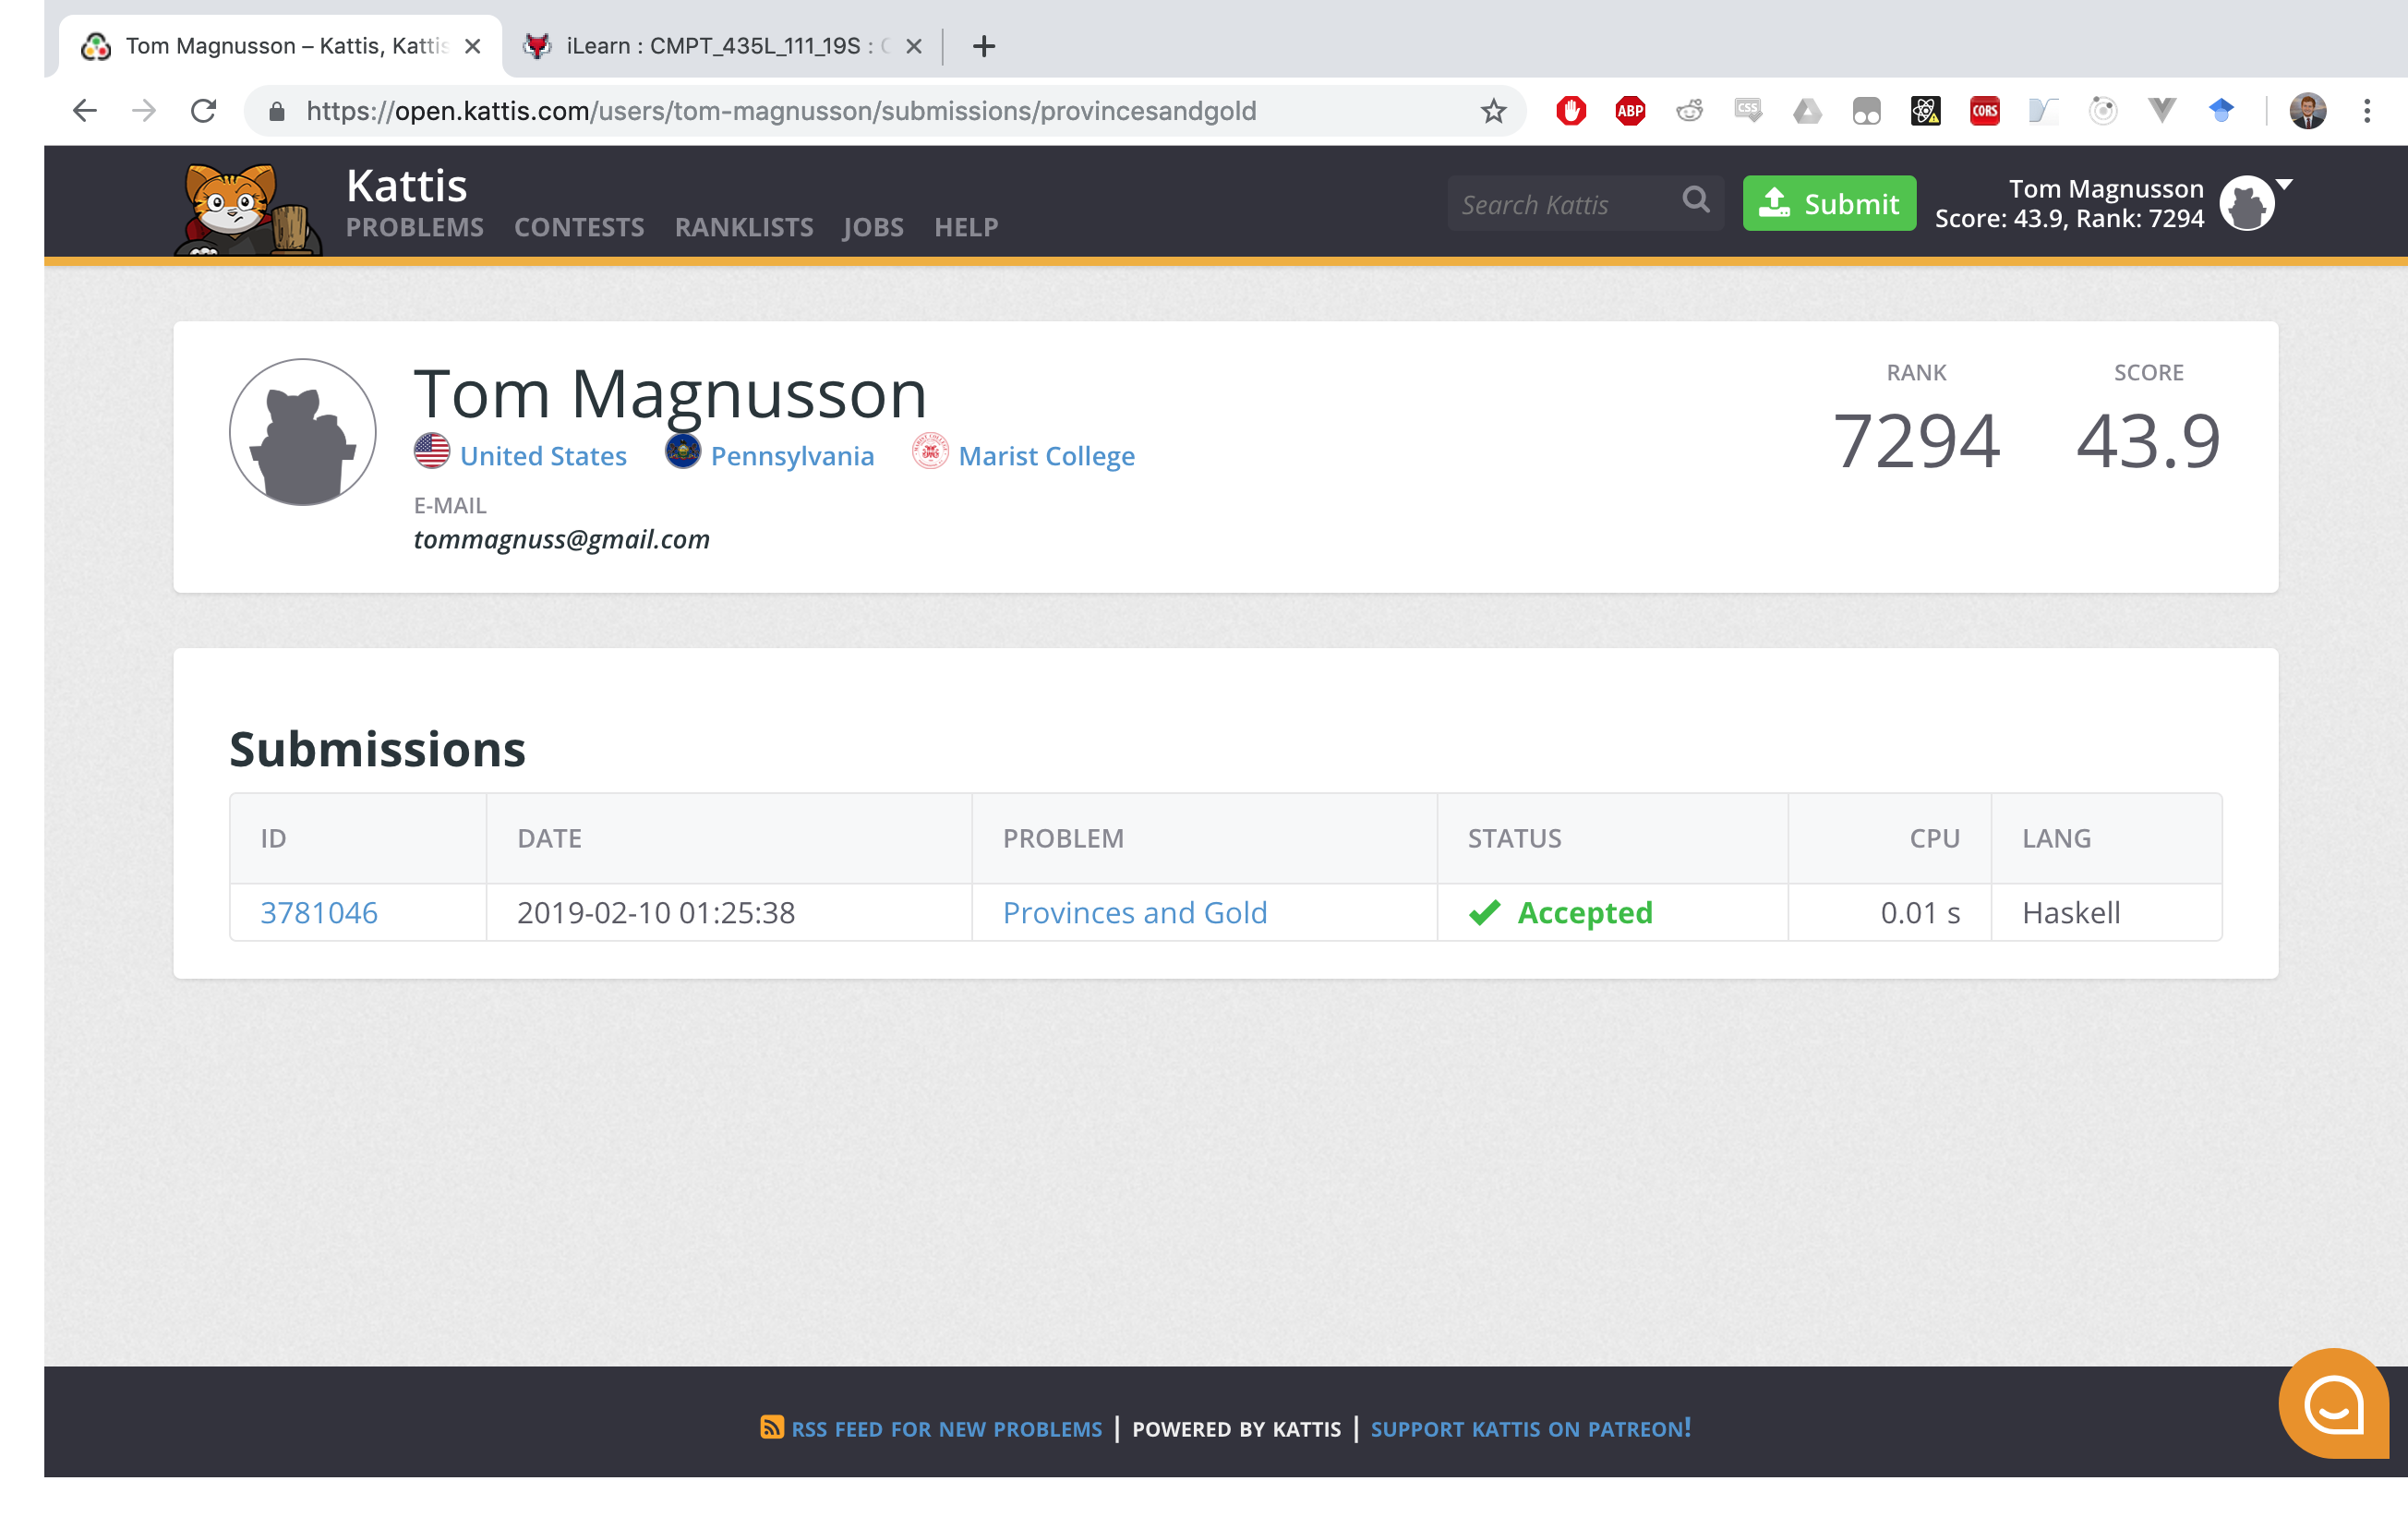 Tom Magnusson – Kattis, Kattis
iLearn : CMPT_435L_111_19S :
https://open.kattis.com/users/tom-magnusson/submissions/provincesandgold
ABP
CSS
CORS
Kattis
PROBLEMS CONTESTS RANKLISTS JOBS HELP
Search Kattis
Submit
Tom Magnusson
Score: 43.9, Rank: 7294
Tom Magnusson
United States Pennsylvania Marist College
E-MAIL
tommagnuss@gmail.com
RANK SCORE
7294 43.9
Submissions
ID DATE PROBLEM STATUS CPU LANG
3781046 2019-02-10 01:25:38 Provinces and Gold Accepted 0.01 s Haskell
RSS FEED FOR NEW PROBLEMS | POWERED BY KATTIS | SUPPORT KATTIS ON PATREON!